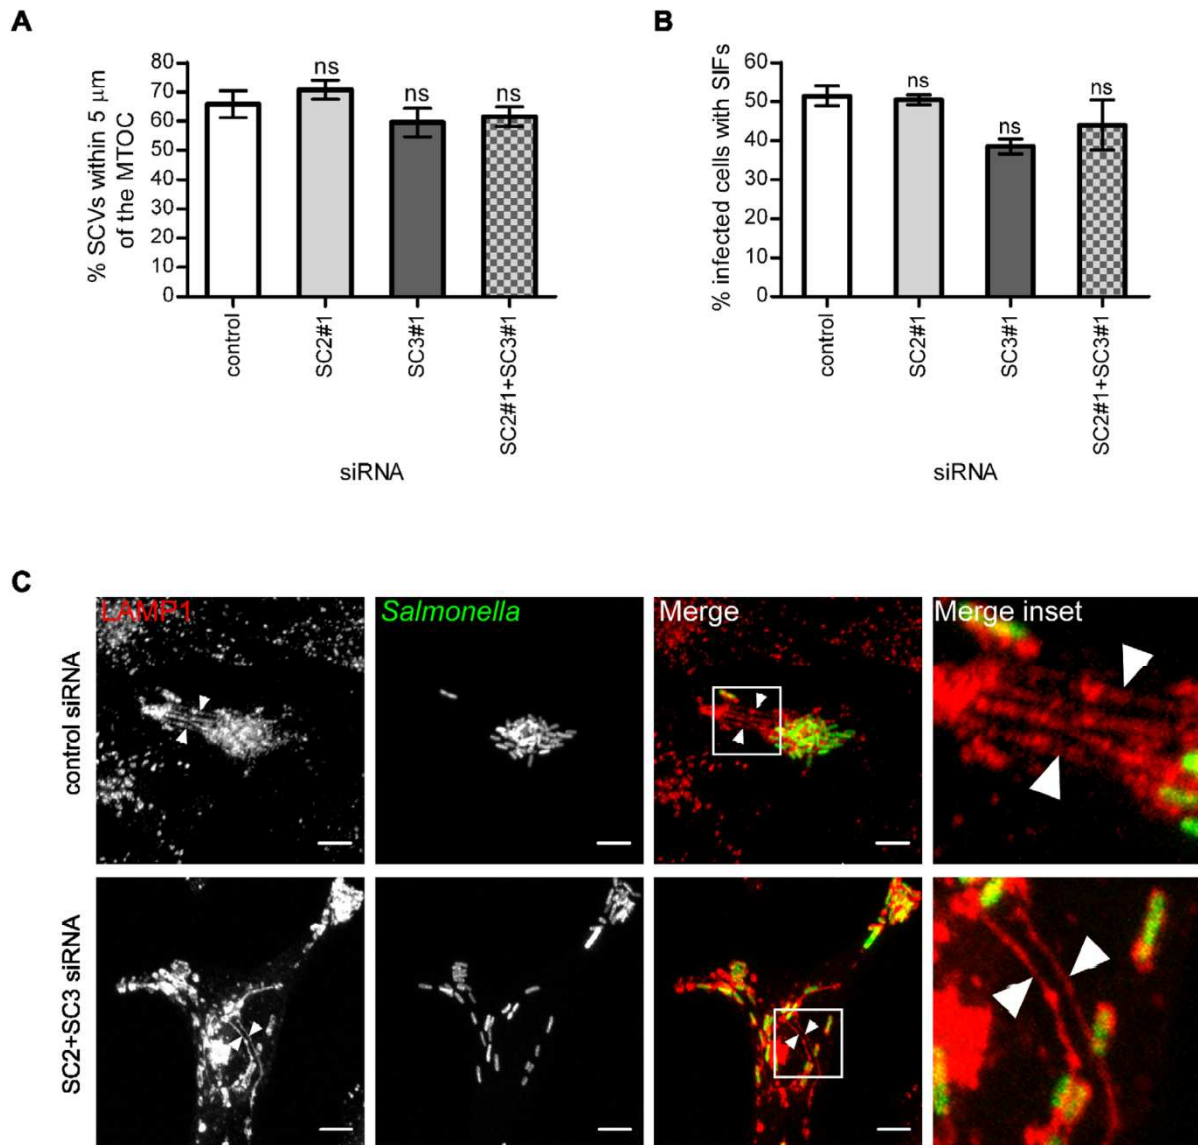 A
% SCVs within 5 μm
of the MTOC
80
70
60
50
40
30
20
10
0
ns
ns
ns
control
SC2#1
SC3#1
SC2#1+SC3#1
siRNA
B
% infected cells with SIFs
60
50
40
30
20
10
0
ns
ns
ns
control
SC2#1
SC3#1
SC2#1+SC3#1
siRNA
C
LAMP1
Salmonella
Merge
Merge inset
control siRNA
SC2+SC3 siRNA